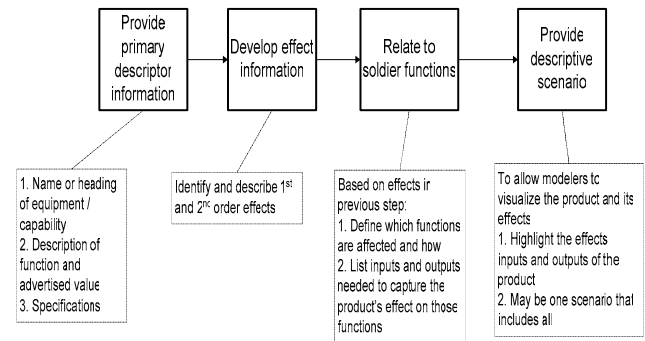 Provide
primary
descriptor
information
Develop effect
information
Relate to
soldier functions
Provide
descriptive
scenario
1. Name or heading
of equipment /
capability
2. Description of
function and
advertised value
3. Specifications
Identify and describe 1st
and 2nd order effects
Based on effects in
previous step:
1. Define which functions
are affected and how
2. List inputs and outputs
needed to capture the
product's effect on those
functions
To allow modelers to
visualize the product and its
effects
1. Highlight the effects
inputs and outputs of the
product
2. May be one scenario that
includes all